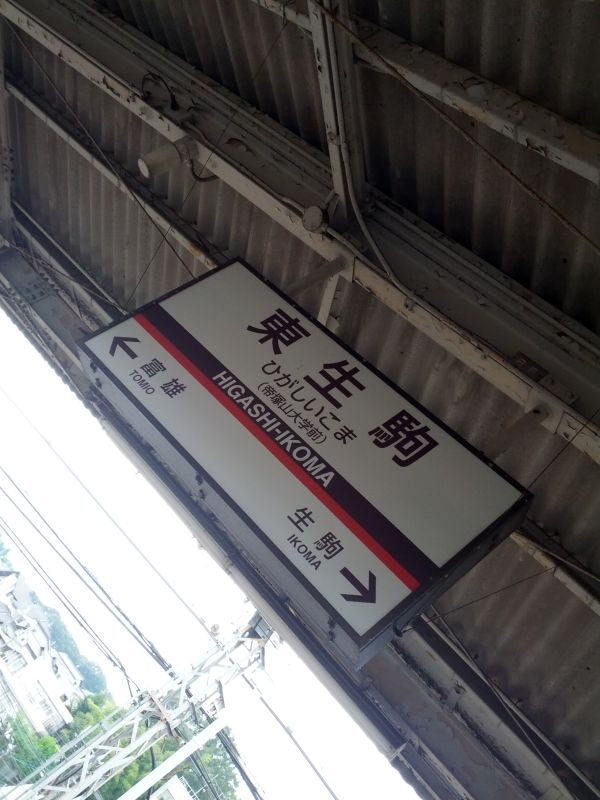 東生駒
ひがしいこま
(帝塚山大学前)
HIGASHI-IKOMA
← 富雄
TOMIO
生駒 →
IKOMA